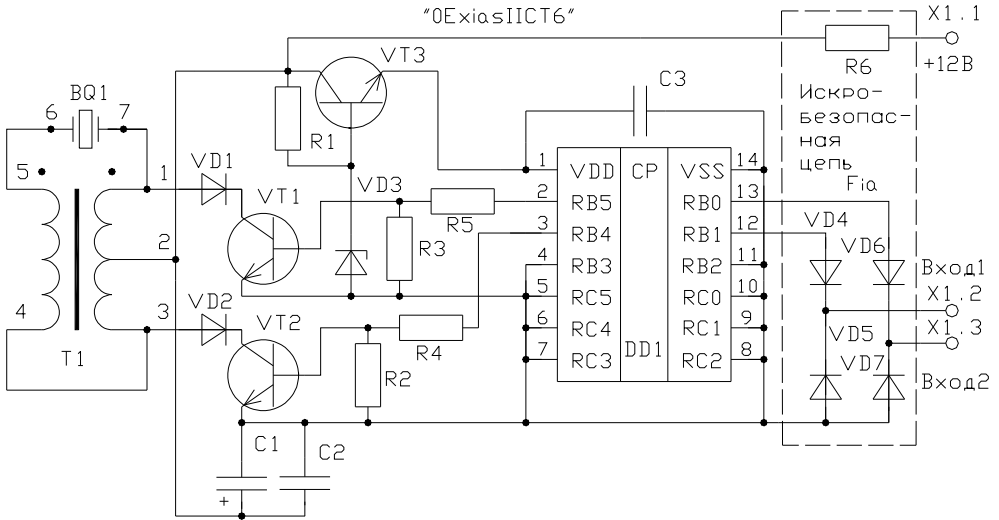 "0ExiasIICT6"
X1.1
+12В
R6
Искро-
безопас-
ная
цепь
Fia
VT3
C3
BQ1
6
7
R1
5
1
VD1
VD3
VT1
R5
R3
2
4
3
VD2
VT2
R4
R2
T1
C1
C2
+
1 VDD CP VSS 14
2 RB5 RB0 13
3 RB4 RB1 12
4 RB3 RB2 11
5 RC5 RC0 10
6 RC4 RC1 9
7 RC3 DD1 RC2 8
VD4
VD6
Вход1
X1.2
VD5
X1.3
VD7
Вход2